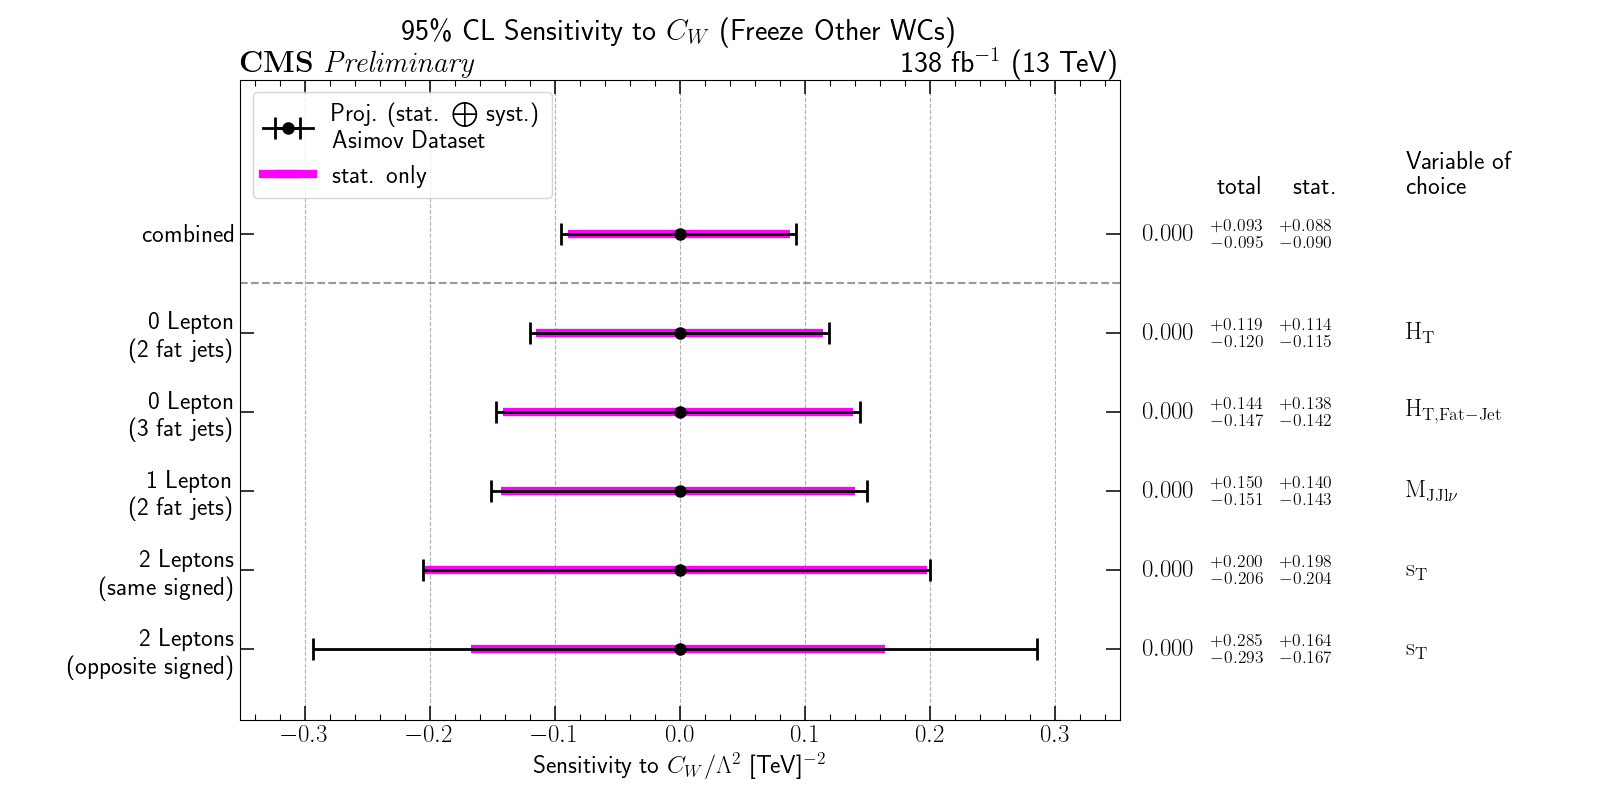 95% CL Sensitivity to C_W (Freeze Other WCs)
CMS Preliminary 138 fb⁻¹ (13 TeV)
Proj. (stat. ⨁ syst.)
Asimov Dataset
stat. only
Variable of
choice
total stat.
combined 0.000 +0.093 −0.095 +0.088 −0.090
0 Lepton
(2 fat jets)
0.000 +0.119 −0.120 +0.114 −0.115 H_T
0 Lepton
(3 fat jets)
0.000 +0.144 −0.147 +0.138 −0.142 H_T,Fat−Jet
1 Lepton
(2 fat jets)
0.000 +0.150 −0.151 +0.140 −0.143 M_JJlν
2 Leptons
(same signed)
0.000 +0.200 −0.206 +0.198 −0.204 s_T
2 Leptons
(opposite signed)
0.000 +0.285 −0.293 +0.164 −0.167 s_T
−0.3 −0.2 −0.1 0.0 0.1 0.2 0.3
Sensitivity to C_W/Λ² [TeV]⁻²